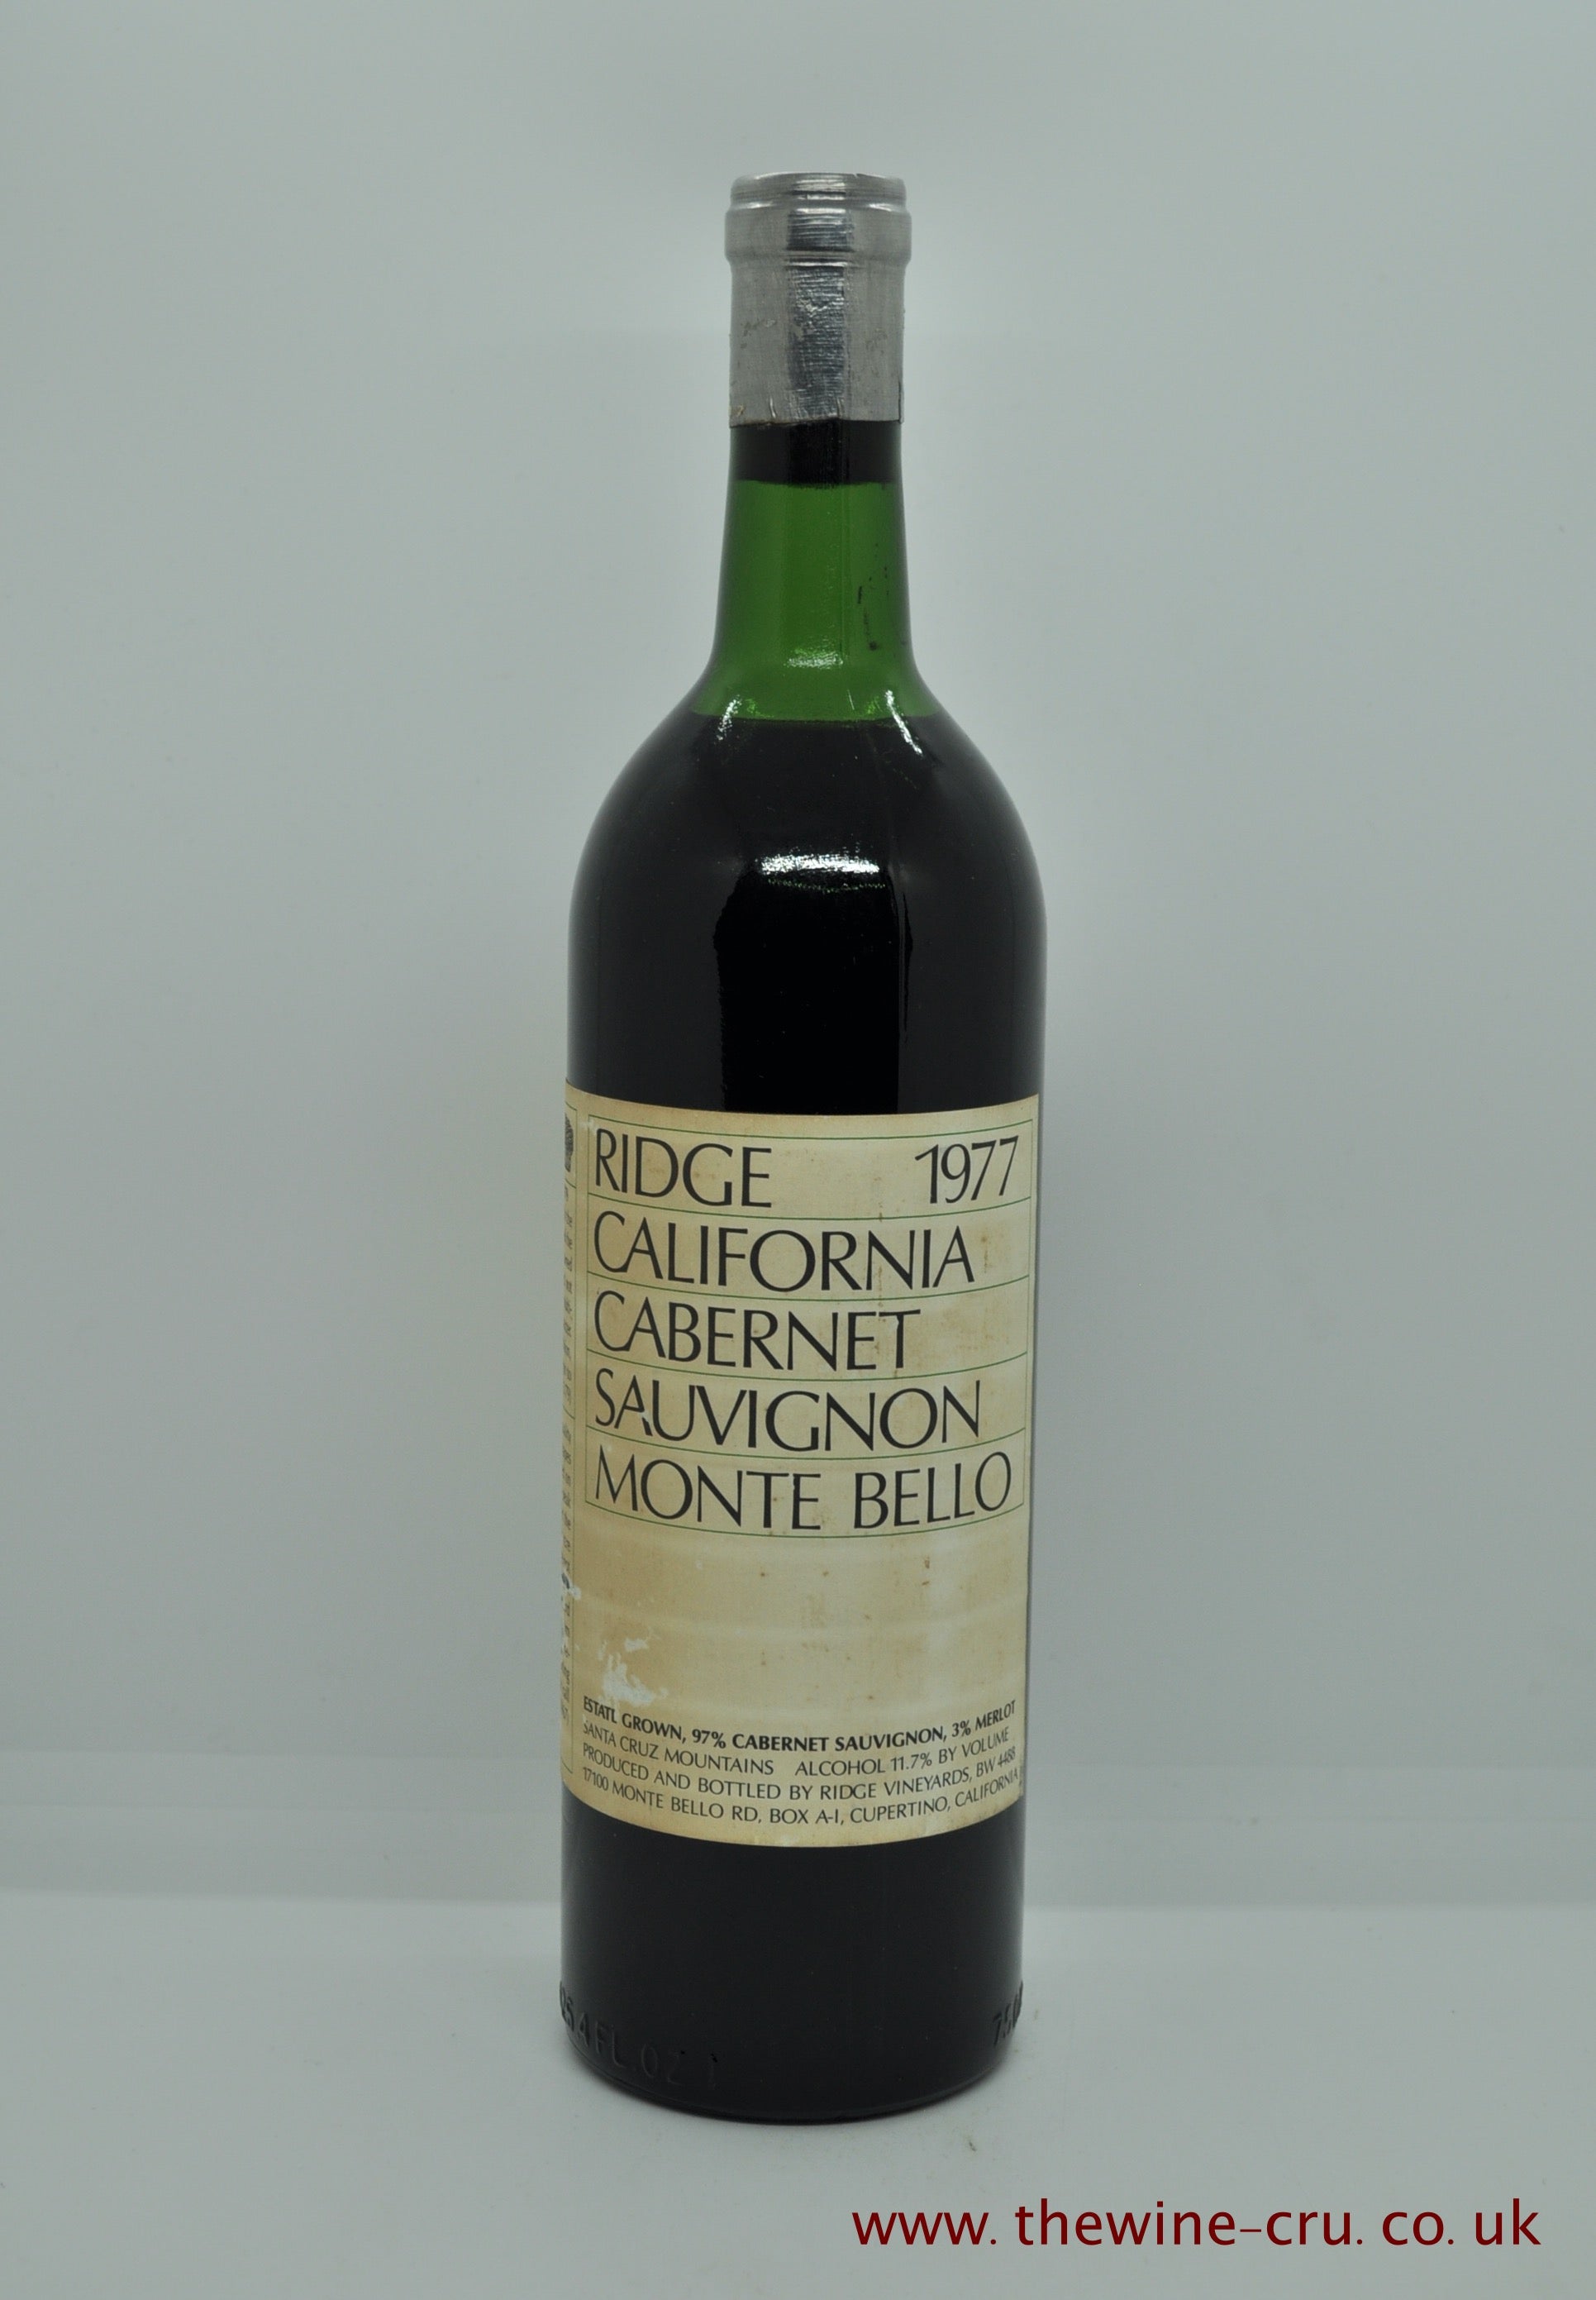 RIDGE 1977
CALIFORNIA
CABERNET
SAUVIGNON
MONTE BELLO
ESTATE GROWN, 97% CABERNET SAUVIGNON, 3% MERLOT
SANTA CRUZ MOUNTAINS ALCOHOL 11.7% BY VOLUME
PRODUCED AND BOTTLED BY RIDGE VINEYARDS, BW 4488
17100 MONTE BELLO RD, BOX A-1, CUPERTINO, CALIFORNIA
FL. OZ
www.thewine-cru.co.uk